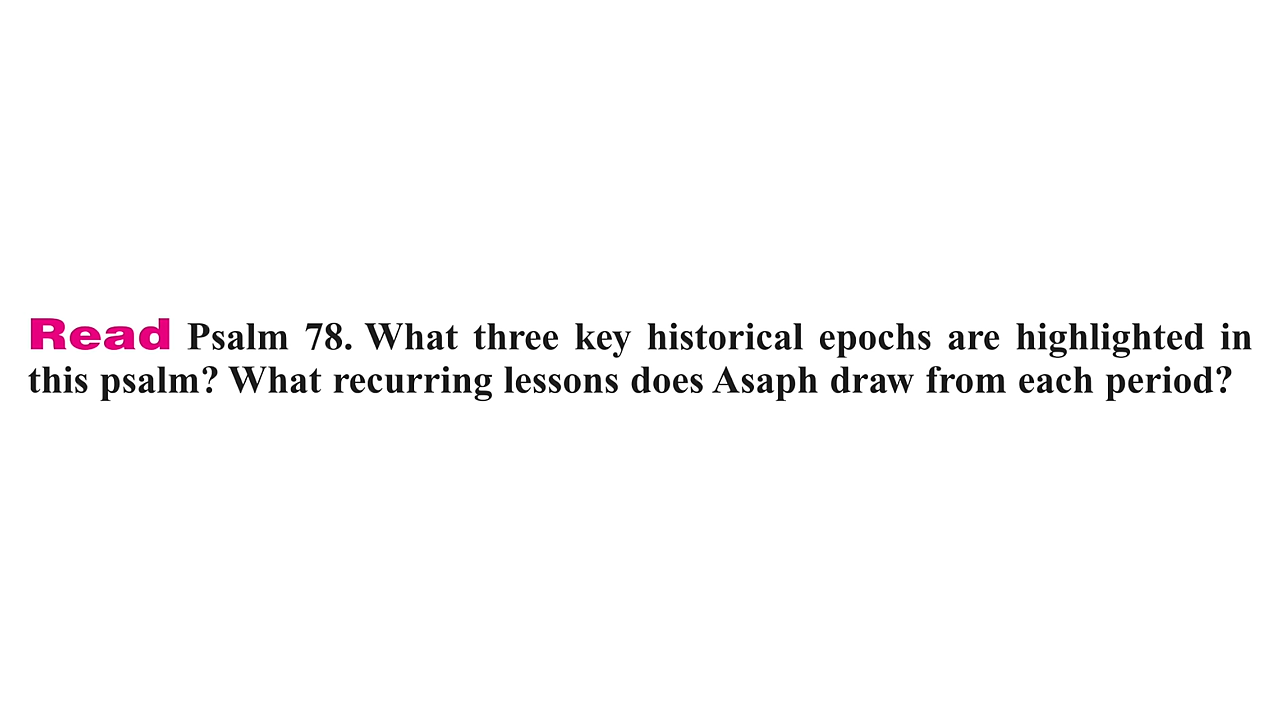 Read Psalm 78. What three key historical epochs are highlighted in
this psalm? What recurring lessons does Asaph draw from each period?